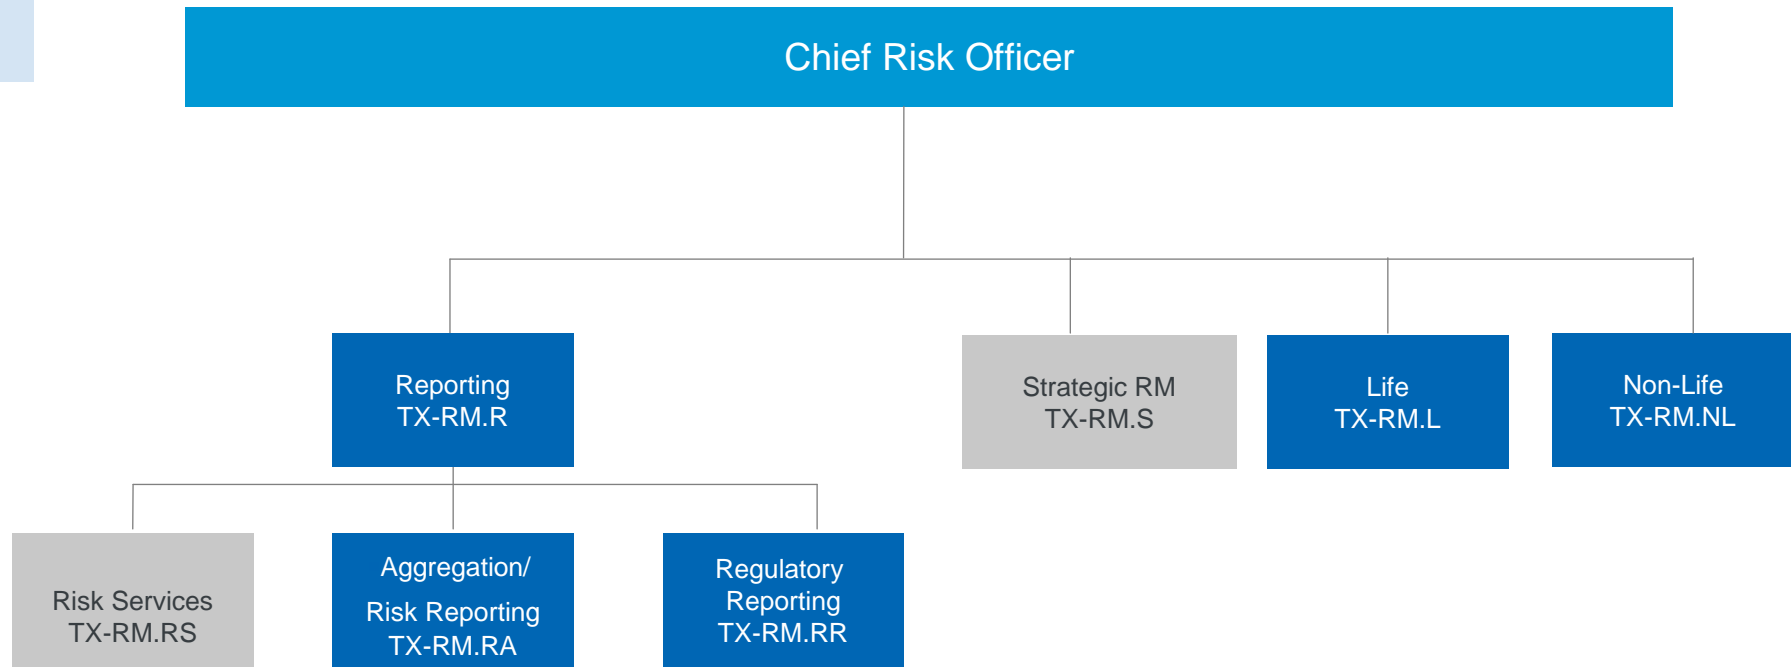 Chief Risk Officer
Reporting
TX-RM.R
Strategic RM
TX-RM.S
Life
TX-RM.L
Non-Life
TX-RM.NL
Risk Services
TX-RM.RS
Aggregation/
Risk Reporting
TX-RM.RA
Regulatory
Reporting
TX-RM.RR